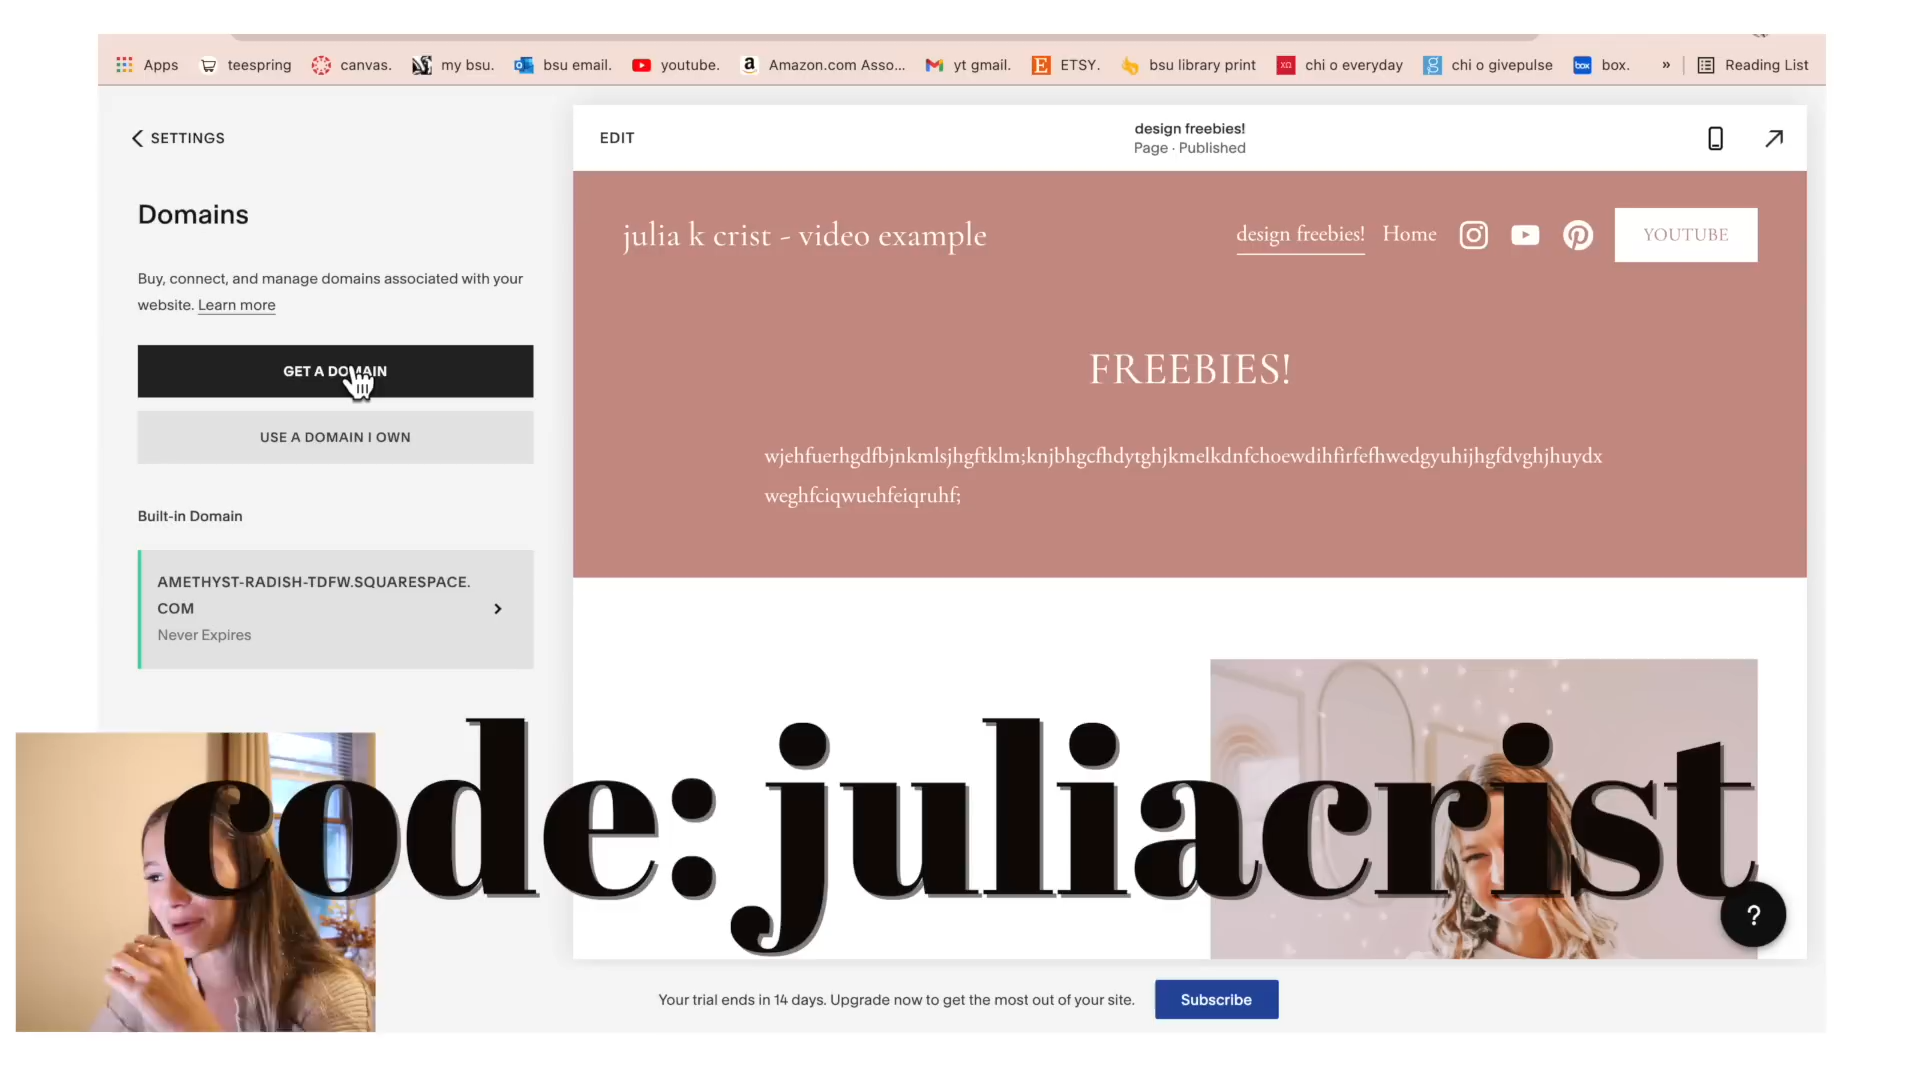 Apps teespring canvas. my bsu. bsu email. youtube. Amazon.com Asso... yt gmail. ETSY. bsu library print chi o everyday chi o givepulse box. » Reading List
SETTINGS
Domains
Buy, connect, and manage domains associated with your
website. Learn more
GET A DOMAIN
USE A DOMAIN I OWN
Built-in Domain
AMETHYST-RADISH-TDFW.SQUARESPACE.
COM
Never Expires
EDIT
design freebies!
Page · Published
julia k crist - video example
design freebies! Home YOUTUBE
FREEBIES!
wjehfuerhgdfbjnkmlsjhgftklm;knjbhgcfhdytghjkmelkdnfchoewdihfirfefhwedgyuhijhgfdvghjhuydx
weghfciqwuehfeiqruhf;
code: juliacrist
?
Your trial ends in 14 days. Upgrade now to get the most out of your site. Subscribe